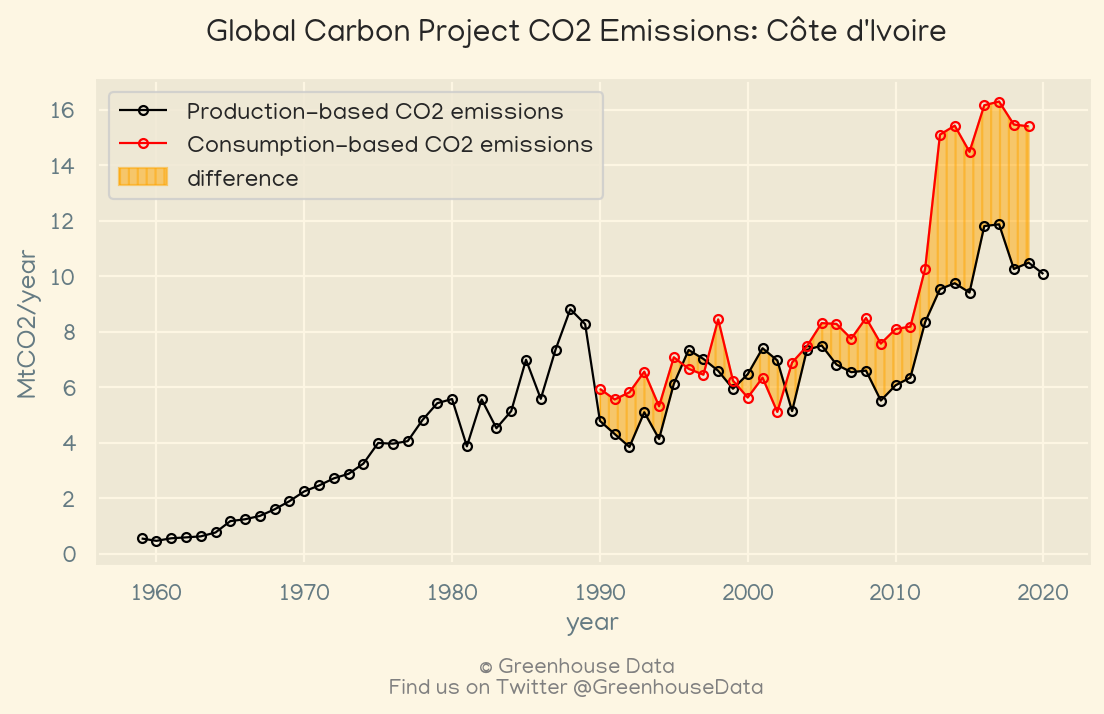 Global Carbon Project CO2 Emissions: Côte d'Ivoire
Production-based CO2 emissions
Consumption-based CO2 emissions
difference
MtCO2/year
16
14
12
10
8
6
4
2
0
1960 1970 1980 1990 2000 2010 2020
year
© Greenhouse Data
Find us on Twitter @GreenhouseData